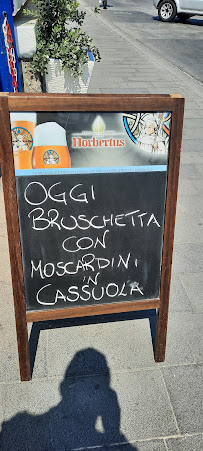 Norbertus
OGGI
BRUSCHETTA
CON
MOSCARDINI
IN
CASSUOLA